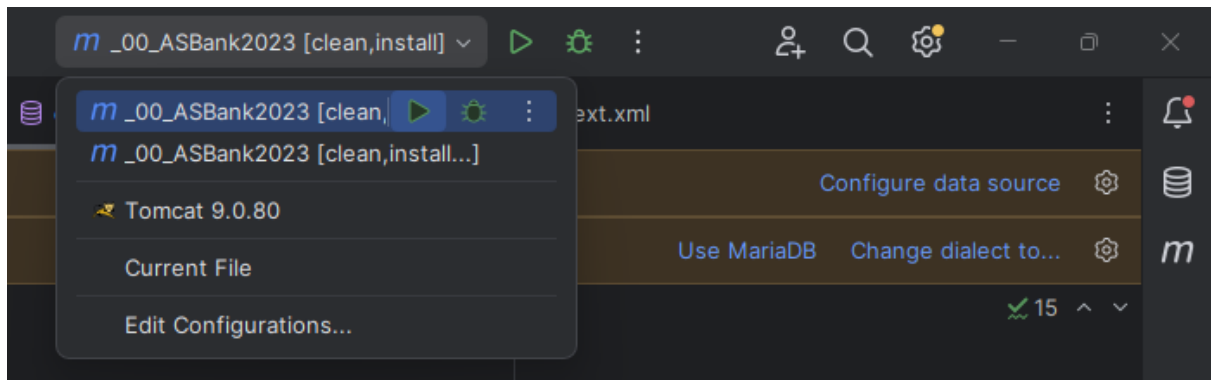 m _00_ASBank2023 [clean,install]
m _00_ASBank2023 [clean,
ext.xml
m _00_ASBank2023 [clean,install...]
Configure data source
Tomcat 9.0.80
Use MariaDB Change dialect to... m
Current File
15
Edit Configurations...